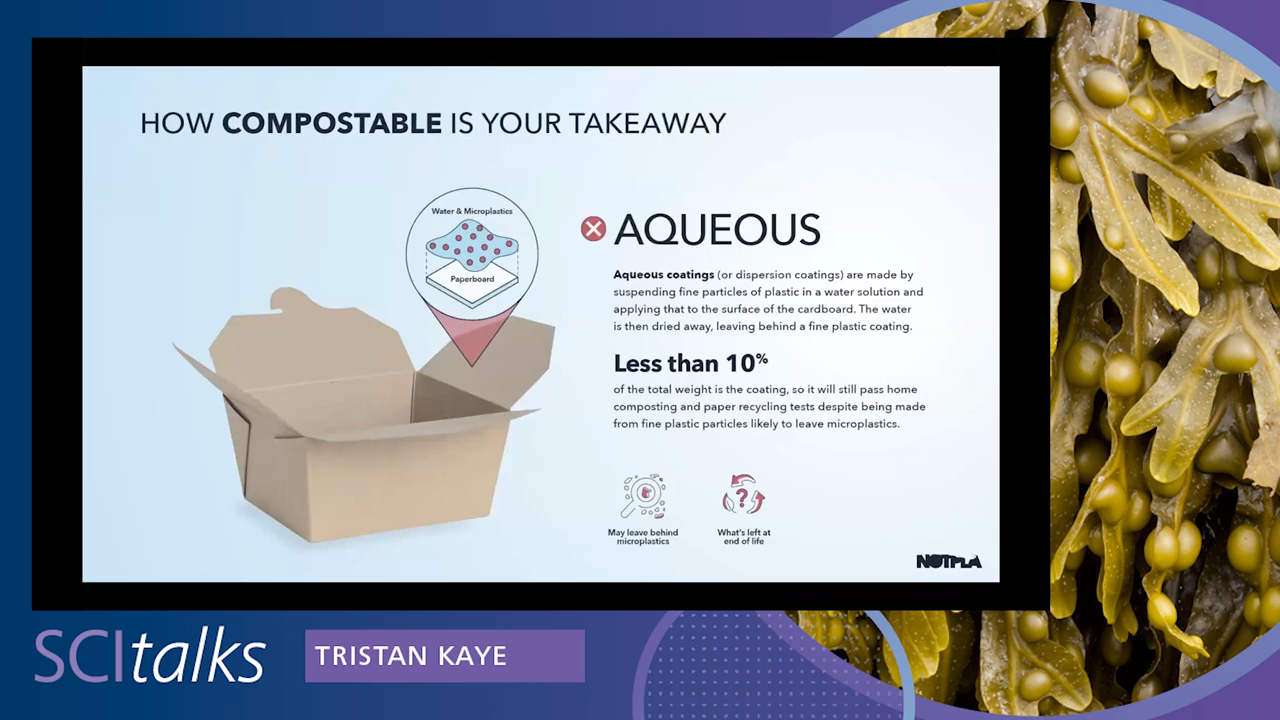 HOW COMPOSTABLE IS YOUR TAKEAWAY
Water & Microplastics
Paperboard
AQUEOUS
Aqueous coatings (or dispersion coatings) are made by
suspending fine particles of plastic in a water solution and
applying that to the surface of the cardboard. The water
is then dried away, leaving behind a fine plastic coating.
Less than 10%
of the total weight is the coating, so it will still pass home
composting and paper recycling tests despite being made
from fine plastic particles likely to leave microplastics.
May leave behind
microplastics
What's left at
end of life
NOTPLA
SCItalks
TRISTAN KAYE